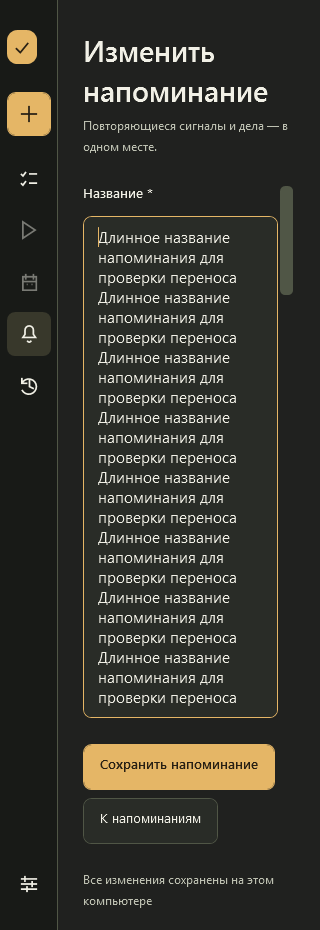 Изменить
напоминание
Повторяющиеся сигналы и дела — в
одном месте.
Название *
Длинное название
напоминания для
проверки переноса
Длинное название
напоминания для
проверки переноса
Длинное название
напоминания для
проверки переноса
Длинное название
напоминания для
проверки переноса
Длинное название
напоминания для
проверки переноса
Длинное название
напоминания для
проверки переноса
Длинное название
напоминания для
проверки переноса
Длинное название
напоминания для
проверки переноса
Сохранить напоминание
К напоминаниям
Все изменения сохранены на этом
компьютере